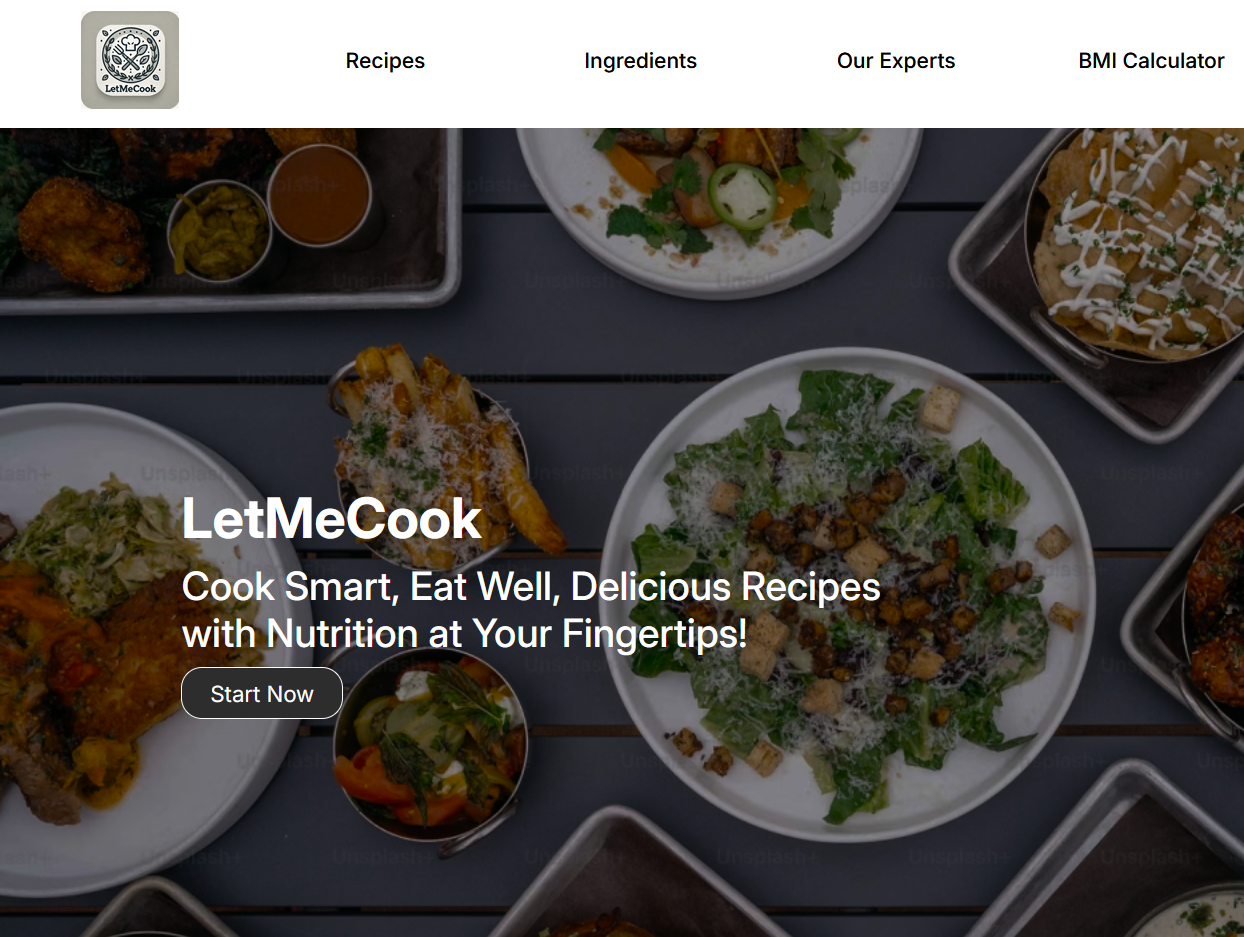 LetMeCook
Recipes
Ingredients
Our Experts
BMI Calculator
LetMeCook
Cook Smart, Eat Well, Delicious Recipes
with Nutrition at Your Fingertips!
Start Now
Unsplash+